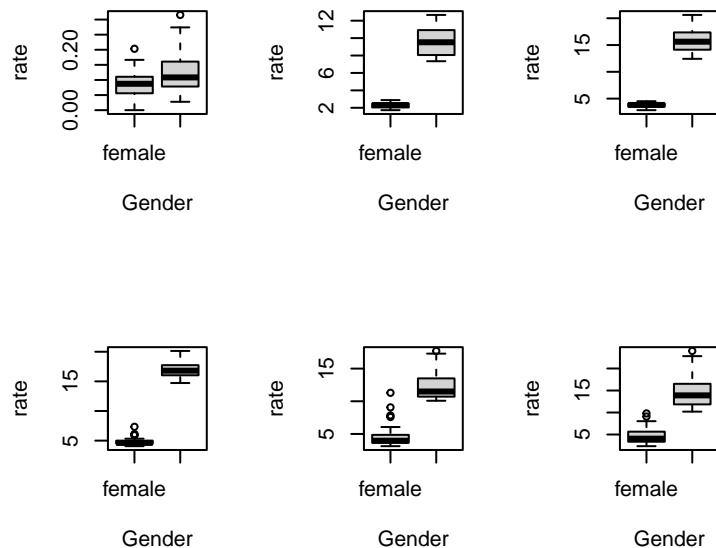 rate
0.00 0.20
female
Gender
rate
2 6 12
female
Gender
rate
5 15
female
Gender
rate
5 15
female
Gender
rate
5 15
female
Gender
rate
5 15
female
Gender